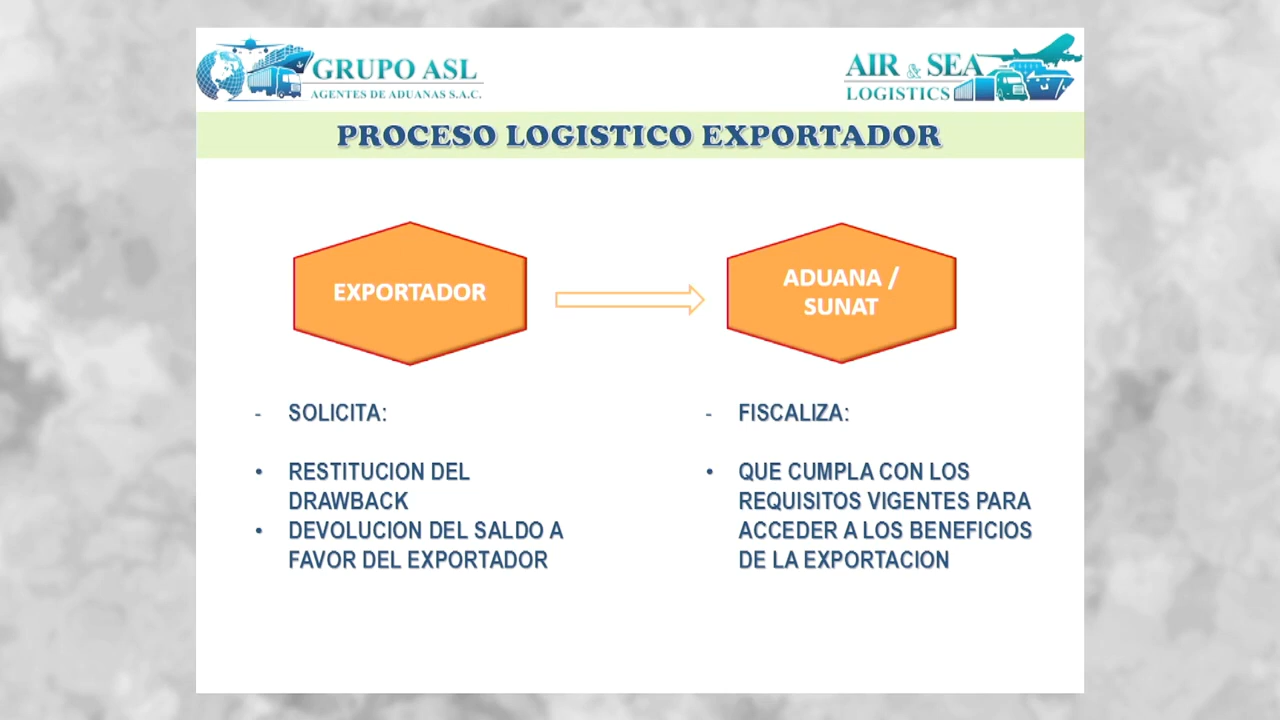 GRUPO ASL
AGENTES DE ADUANAS S.A.C.
AIR & SEA
LOGISTICS
PROCESO LOGISTICO EXPORTADOR
EXPORTADOR
ADUANA /
SUNAT
- SOLICITA:
• RESTITUCION DEL
DRAWBACK
• DEVOLUCION DEL SALDO A
FAVOR DEL EXPORTADOR
- FISCALIZA:
• QUE CUMPLA CON LOS
REQUISITOS VIGENTES PARA
ACCEDER A LOS BENEFICIOS
DE LA EXPORTACION